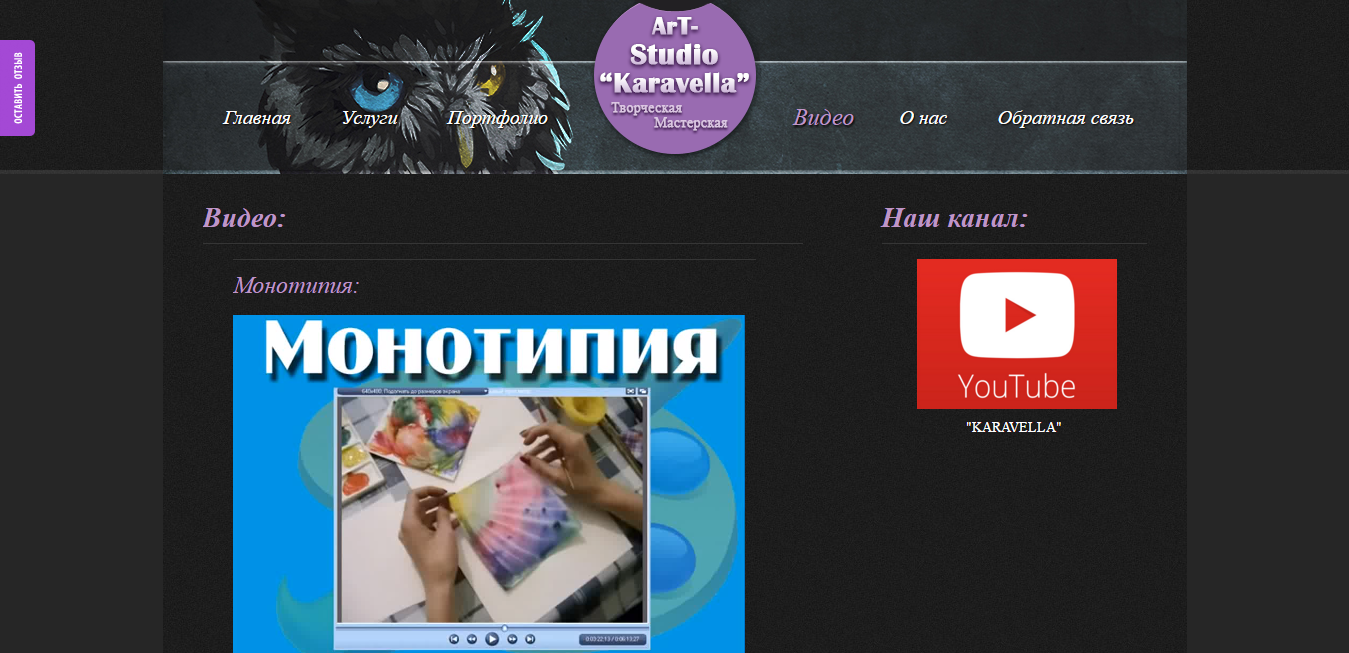 ОСТАВИТЬ ОТЗЫВ
ArT-
Studio
“Karavella”
Творческая
Мастерская
Главная Услуги Портфолио Видео О нас Обратная связь
Видео:
Наш канал:
Монотипия:
Монотипия
640x480. Подогнать до размеров экрана
YouTube
"KARAVELLA"